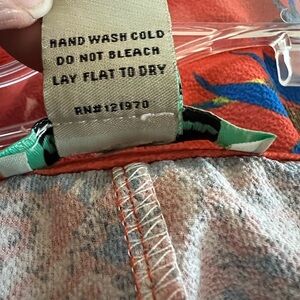 HAND WASH COLD
DO NOT BLEACH
LAY FLAT TO DRY
RN#121970